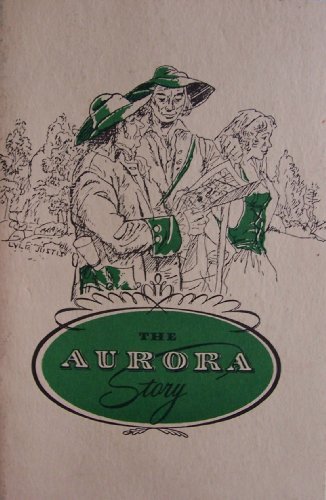 LYLE JUSTIS
THE
AURORA
Story